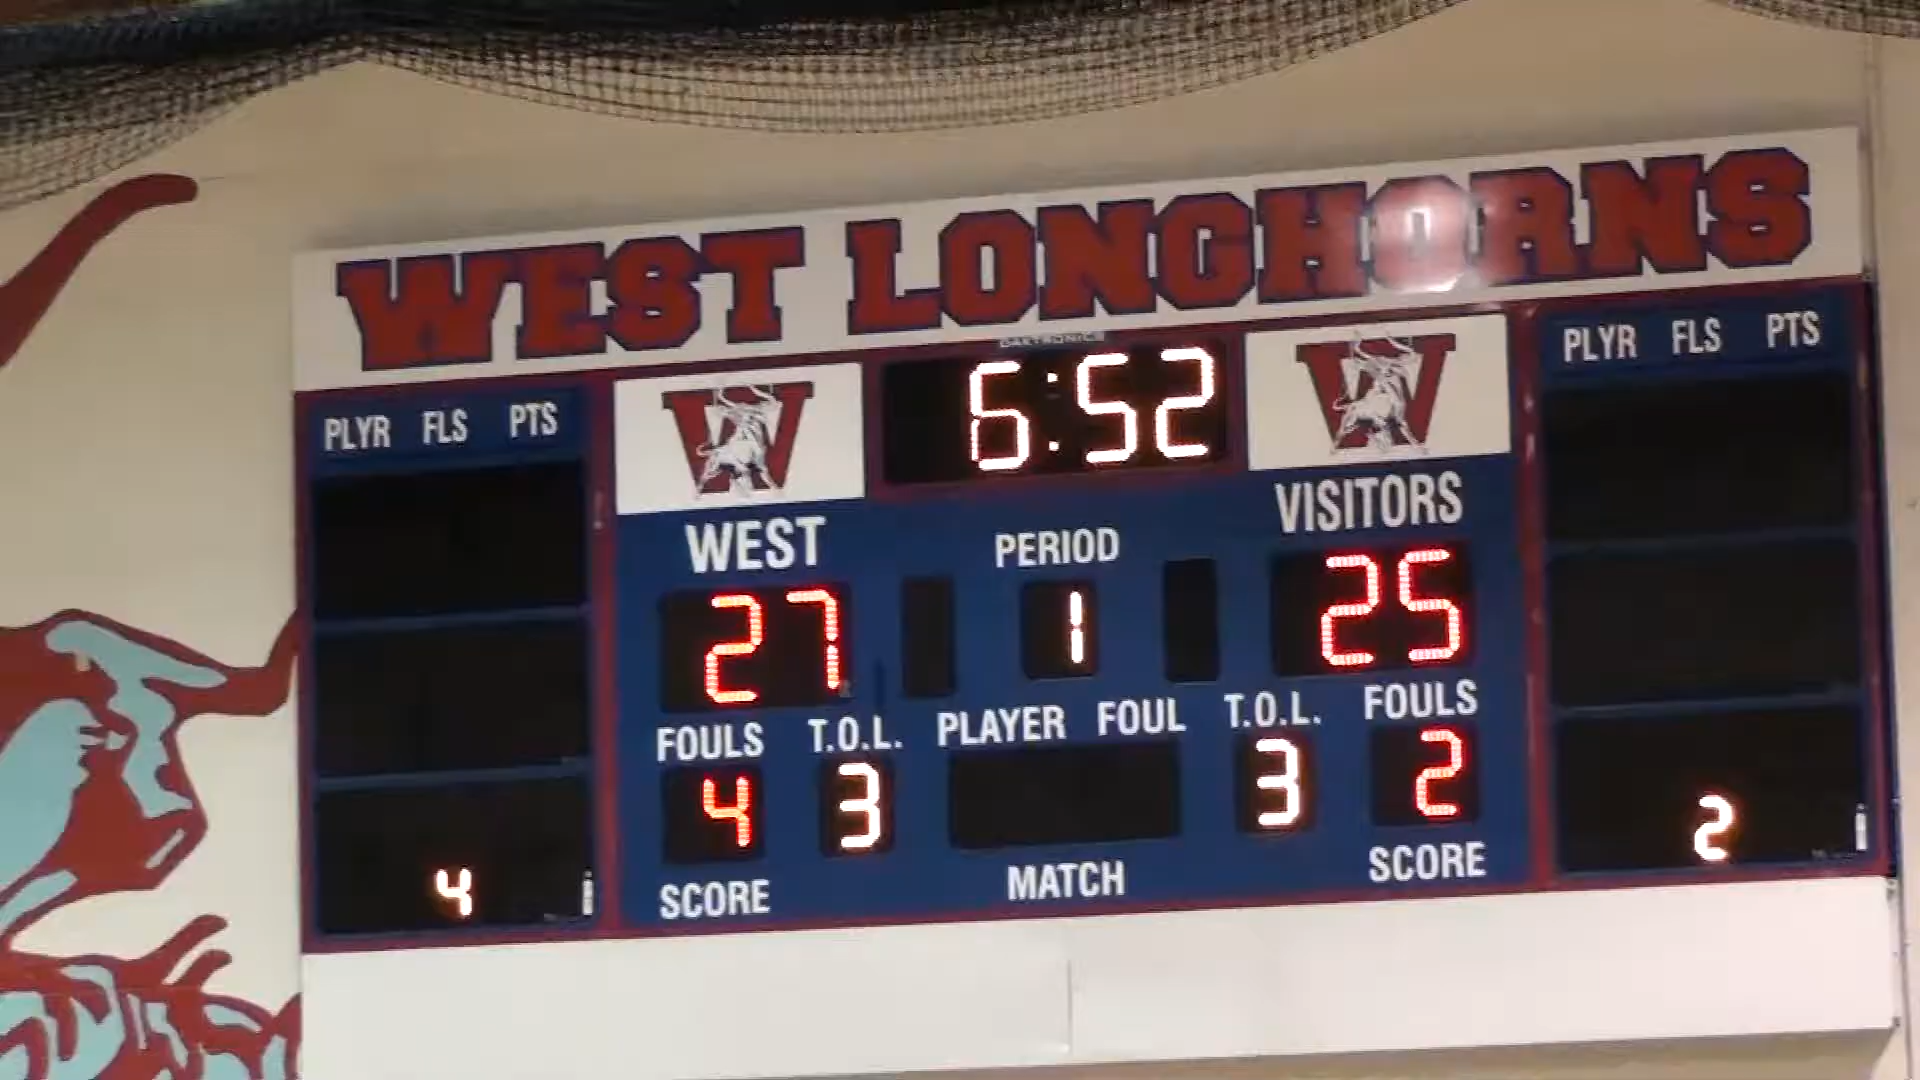 WEST LONGHORNS
DAKTRONICS
PLYR FLS PTS
W
6:52
W
PLYR FLS PTS
WEST
PERIOD
VISITORS
27
1
25
FOULS T.O.L. PLAYER FOUL T.O.L. FOULS
4 3 3 2
4
2
SCORE MATCH SCORE